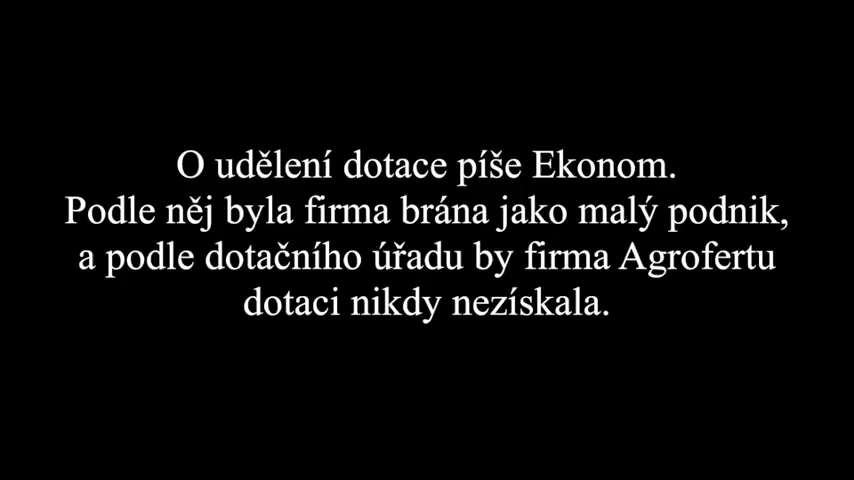 O udělení dotace píše Ekonom.
Podle něj byla firma brána jako malý podnik,
a podle dotačního úřadu by firma Agrofertu
dotaci nikdy nezískala.